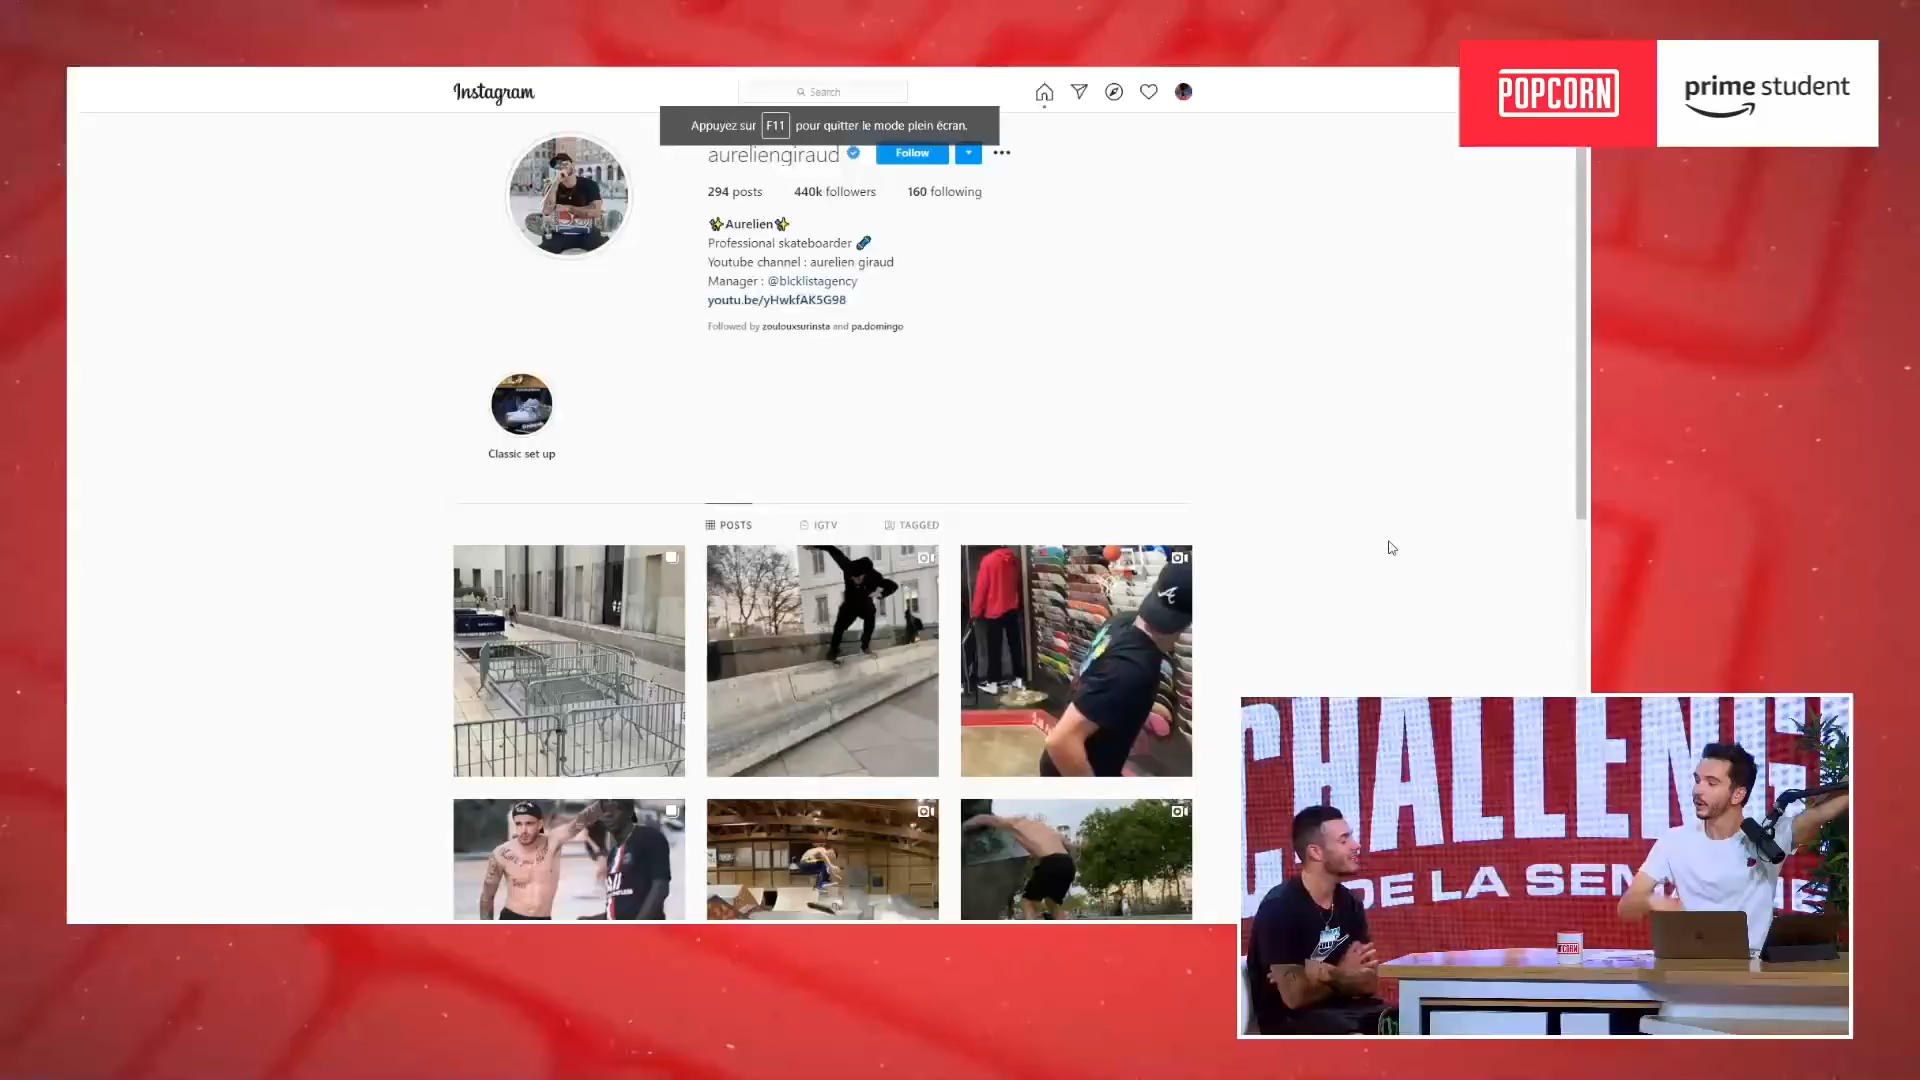 Instagram
Search
POPCORN
prime student
Appuyez sur F11 pour quitter le mode plein écran.
aureliengiraud
Follow
294 posts 440k followers 160 following
✨Aurelien✨
Professional skateboarder 🛹
Youtube channel : aurelien giraud
Manager : @blcklistagency
youtu.be/yHwkfAK5G98
Followed by zoulouxsurinsta and pa.domingo
Classic set up
POSTS IGTV TAGGED
CHALLENG
DE LA SEM